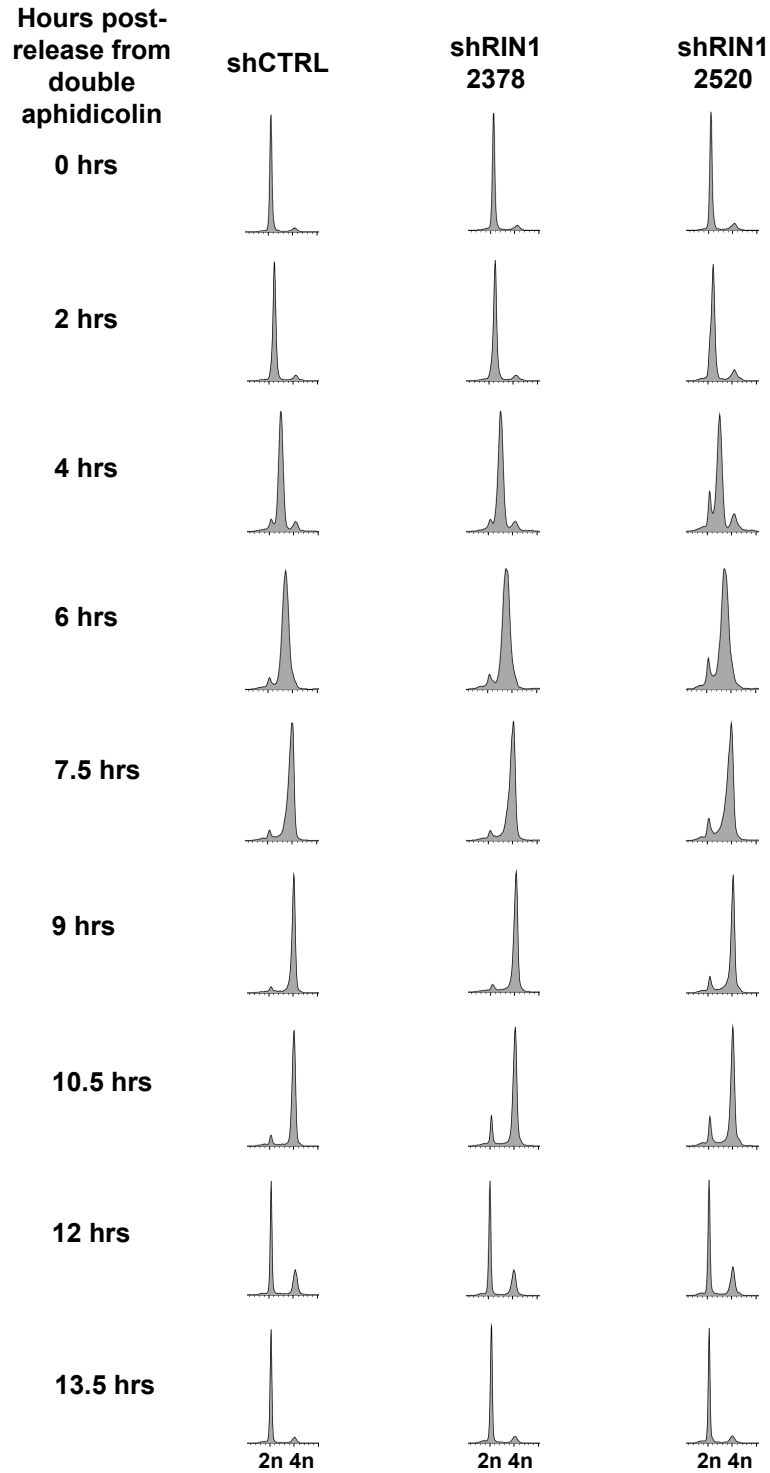 Hours post-
release from
double
aphidicolin
shCTRL
shRIN1
2378
shRIN1
2520
0 hrs
2 hrs
4 hrs
6 hrs
7.5 hrs
9 hrs
10.5 hrs
12 hrs
13.5 hrs
2n 4n
2n 4n
2n 4n